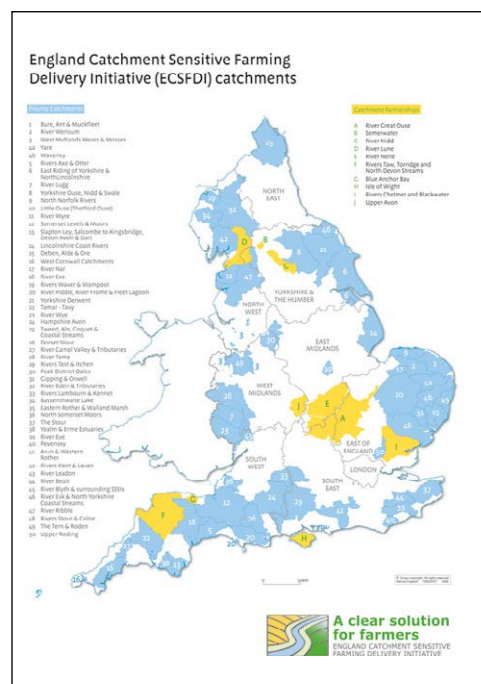 England Catchment Sensitive Farming
Delivery Initiative (ECSFDI) catchments
Priority Catchments
1 Bure, Ant & Muckfleet
2 River Wensum
3 West Midlands Meres & Mosses
4a Yare
4b Waveney
5 Rivers Axe & Otter
6 East Riding of Yorkshire &
North Lincolnshire
7 River Lugg
8 Yorkshire Ouse, Nidd & Swale
9 North Norfolk Rivers
10 Little Ouse (Thetford Ouse)
11 River Wyre
12 Somerset Levels & Moors
13 Slapton Ley, Salcombe to Kingsbridge,
Devon Avon & Dart
14 Lincolnshire Coast Rivers
15 Deben, Alde & Ore
16 West Cornwall Catchments
17 River Nar
18 River Exe
19 Rivers Waver & Wampool
20 River Piddle, River Frome & Fleet Lagoon
21 Yorkshire Derwent
22 Tamar - Tavy
23 River Wye
24 Hampshire Avon
25 Tweed, Aln, Coquet &
Coastal Streams
26 Dorset Stour
27 River Camel Valley & Tributaries
28 River Teme
29 Rivers Test & Itchen
30 Peak District Dales
31 Gipping & Orwell
32 River Eden & Tributaries
33 Rivers Lambourn & Kennet
34 Bassenthwaite Lake
35 Eastern Rother & Walland Marsh
36 North Somerset Moors
37 The Stour
38 Yealm & Erme Estuaries
39 River Eye
40 Pevensey
41 Arun & Western
Rother
42 Rivers Kent & Leven
43 River Leadon
44 River Beult
45 River Blyth & surrounding SSSIs
46 River Esk & North Yorkshire
Coastal Streams
47 River Ribble
48 Rivers Stour & Colne
49 The Tern & Roden
50 Upper Roding
Catchment Partnerships
A River Great Ouse
B Semerwater
C River Nidd
D River Lune
E River Nene
F Rivers Taw, Torridge and
North Devon Streams
G Blue Anchor Bay
H Isle of Wight
I Rivers Chelmer and Blackwater
J Upper Avon
NORTH
EAST
NORTH
WEST
YORKSHIRE &
THE HUMBER
EAST
MIDLANDS
WEST
MIDLANDS
EAST OF
ENGLAND
LONDON
SOUTH
EAST
SOUTH
WEST
A clear solution
for farmers
ENGLAND CATCHMENT SENSITIVE
FARMING DELIVERY INITIATIVE